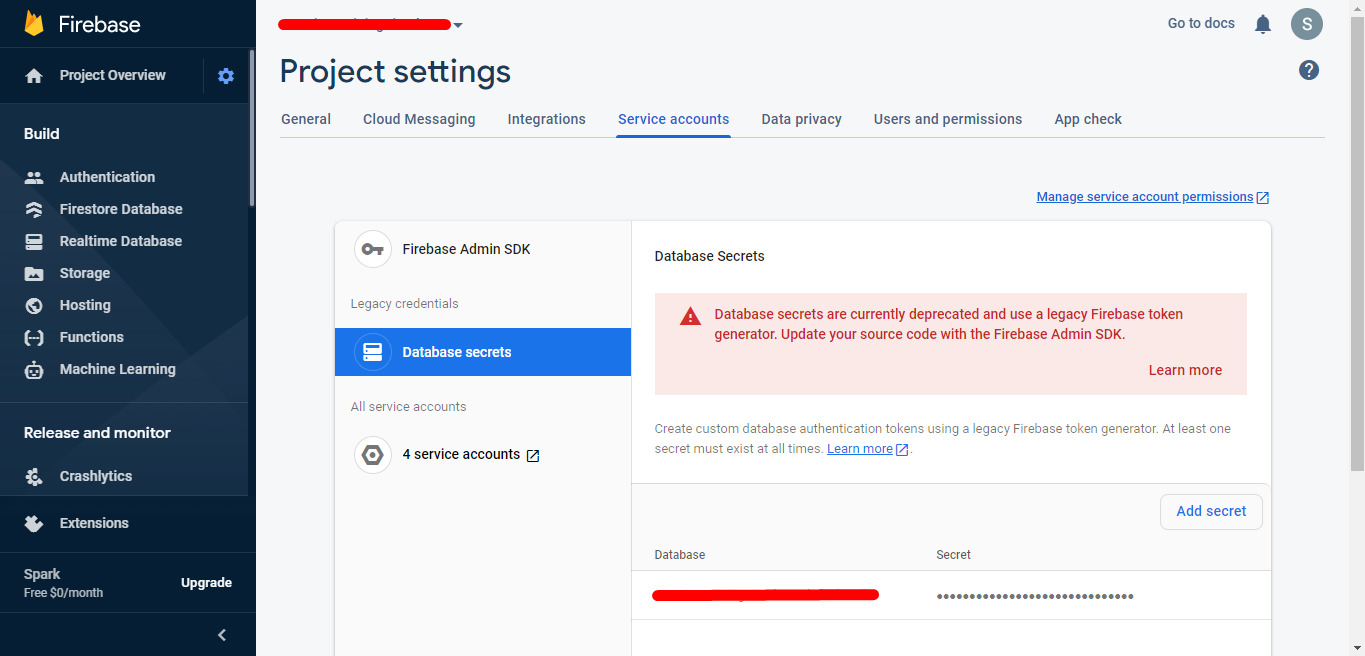 Firebase
Project Overview
Build
Authentication
Firestore Database
Realtime Database
Storage
Hosting
Functions
Machine Learning
Release and monitor
Crashlytics
Extensions
Spark
Free $0/month
Upgrade
Go to docs
S
Project settings
General
Cloud Messaging
Integrations
Service accounts
Data privacy
Users and permissions
App check
Manage service account permissions
Firebase Admin SDK
Legacy credentials
Database secrets
All service accounts
4 service accounts
Database Secrets
Database secrets are currently deprecated and use a legacy Firebase token
generator. Update your source code with the Firebase Admin SDK.
Learn more
Create custom database authentication tokens using a legacy Firebase token generator. At least one
secret must exist at all times. Learn more.
Add secret
Database
Secret
••••••••••••••••••••••••••••••